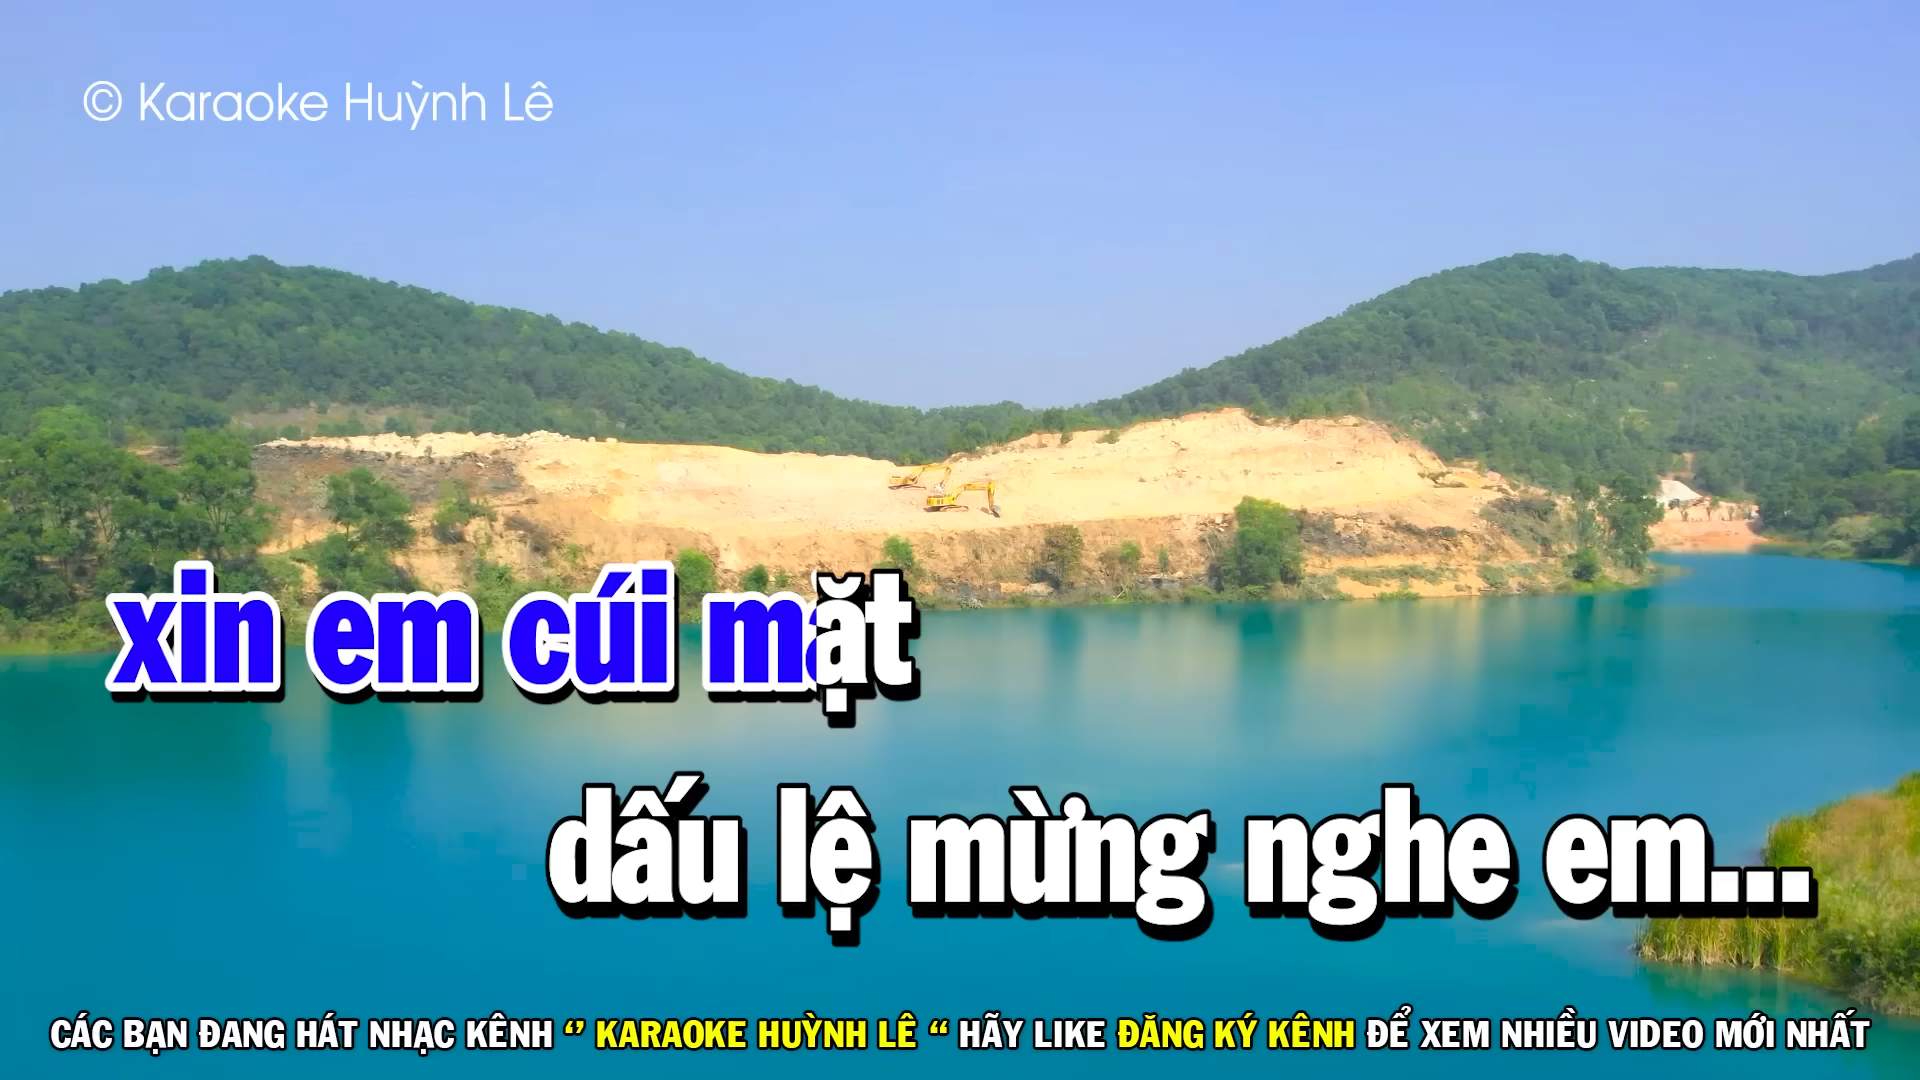 © Karaoke Huỳnh Lê
xin em cúi mặt
dấu lệ mừng nghe em...
CÁC BẠN ĐANG HÁT NHẠC KÊNH ‘’ KARAOKE HUỲNH LÊ “ HÃY LIKE ĐĂNG KÝ KÊNH ĐỂ XEM NHIỀU VIDEO MỚI NHẤT